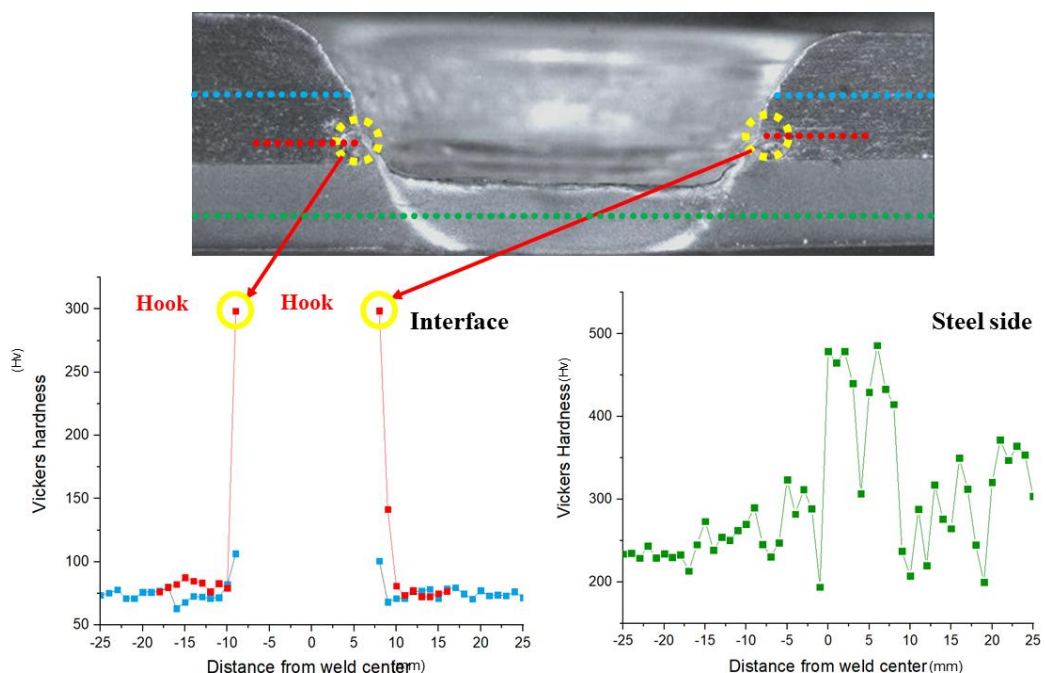 Hook
Hook
Interface
Vickers hardness (Hv)
300
250
200
150
100
50
-25 -20 -15 -10 -5 0 5 10 15 20 25
Distance from weld center(mm)
Steel side
Vickers Hardness(Hv)
500
400
300
200
-25 -20 -15 -10 -5 0 5 10 15 20 25
Distance from weld center(mm)